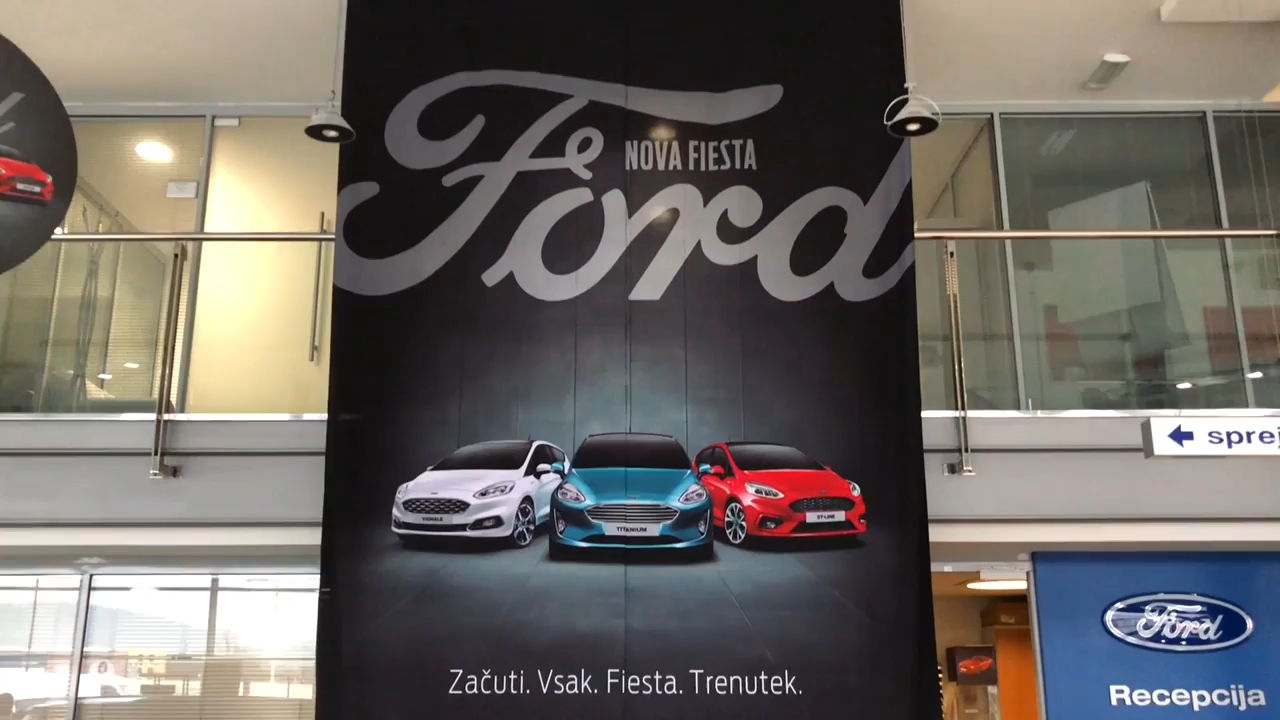 Ford
NOVA FIESTA
VIGNALE
TITANIUM
ST-LINE
Začuti. Vsak. Fiesta. Trenutek.
sprej
Ford
Recepcija